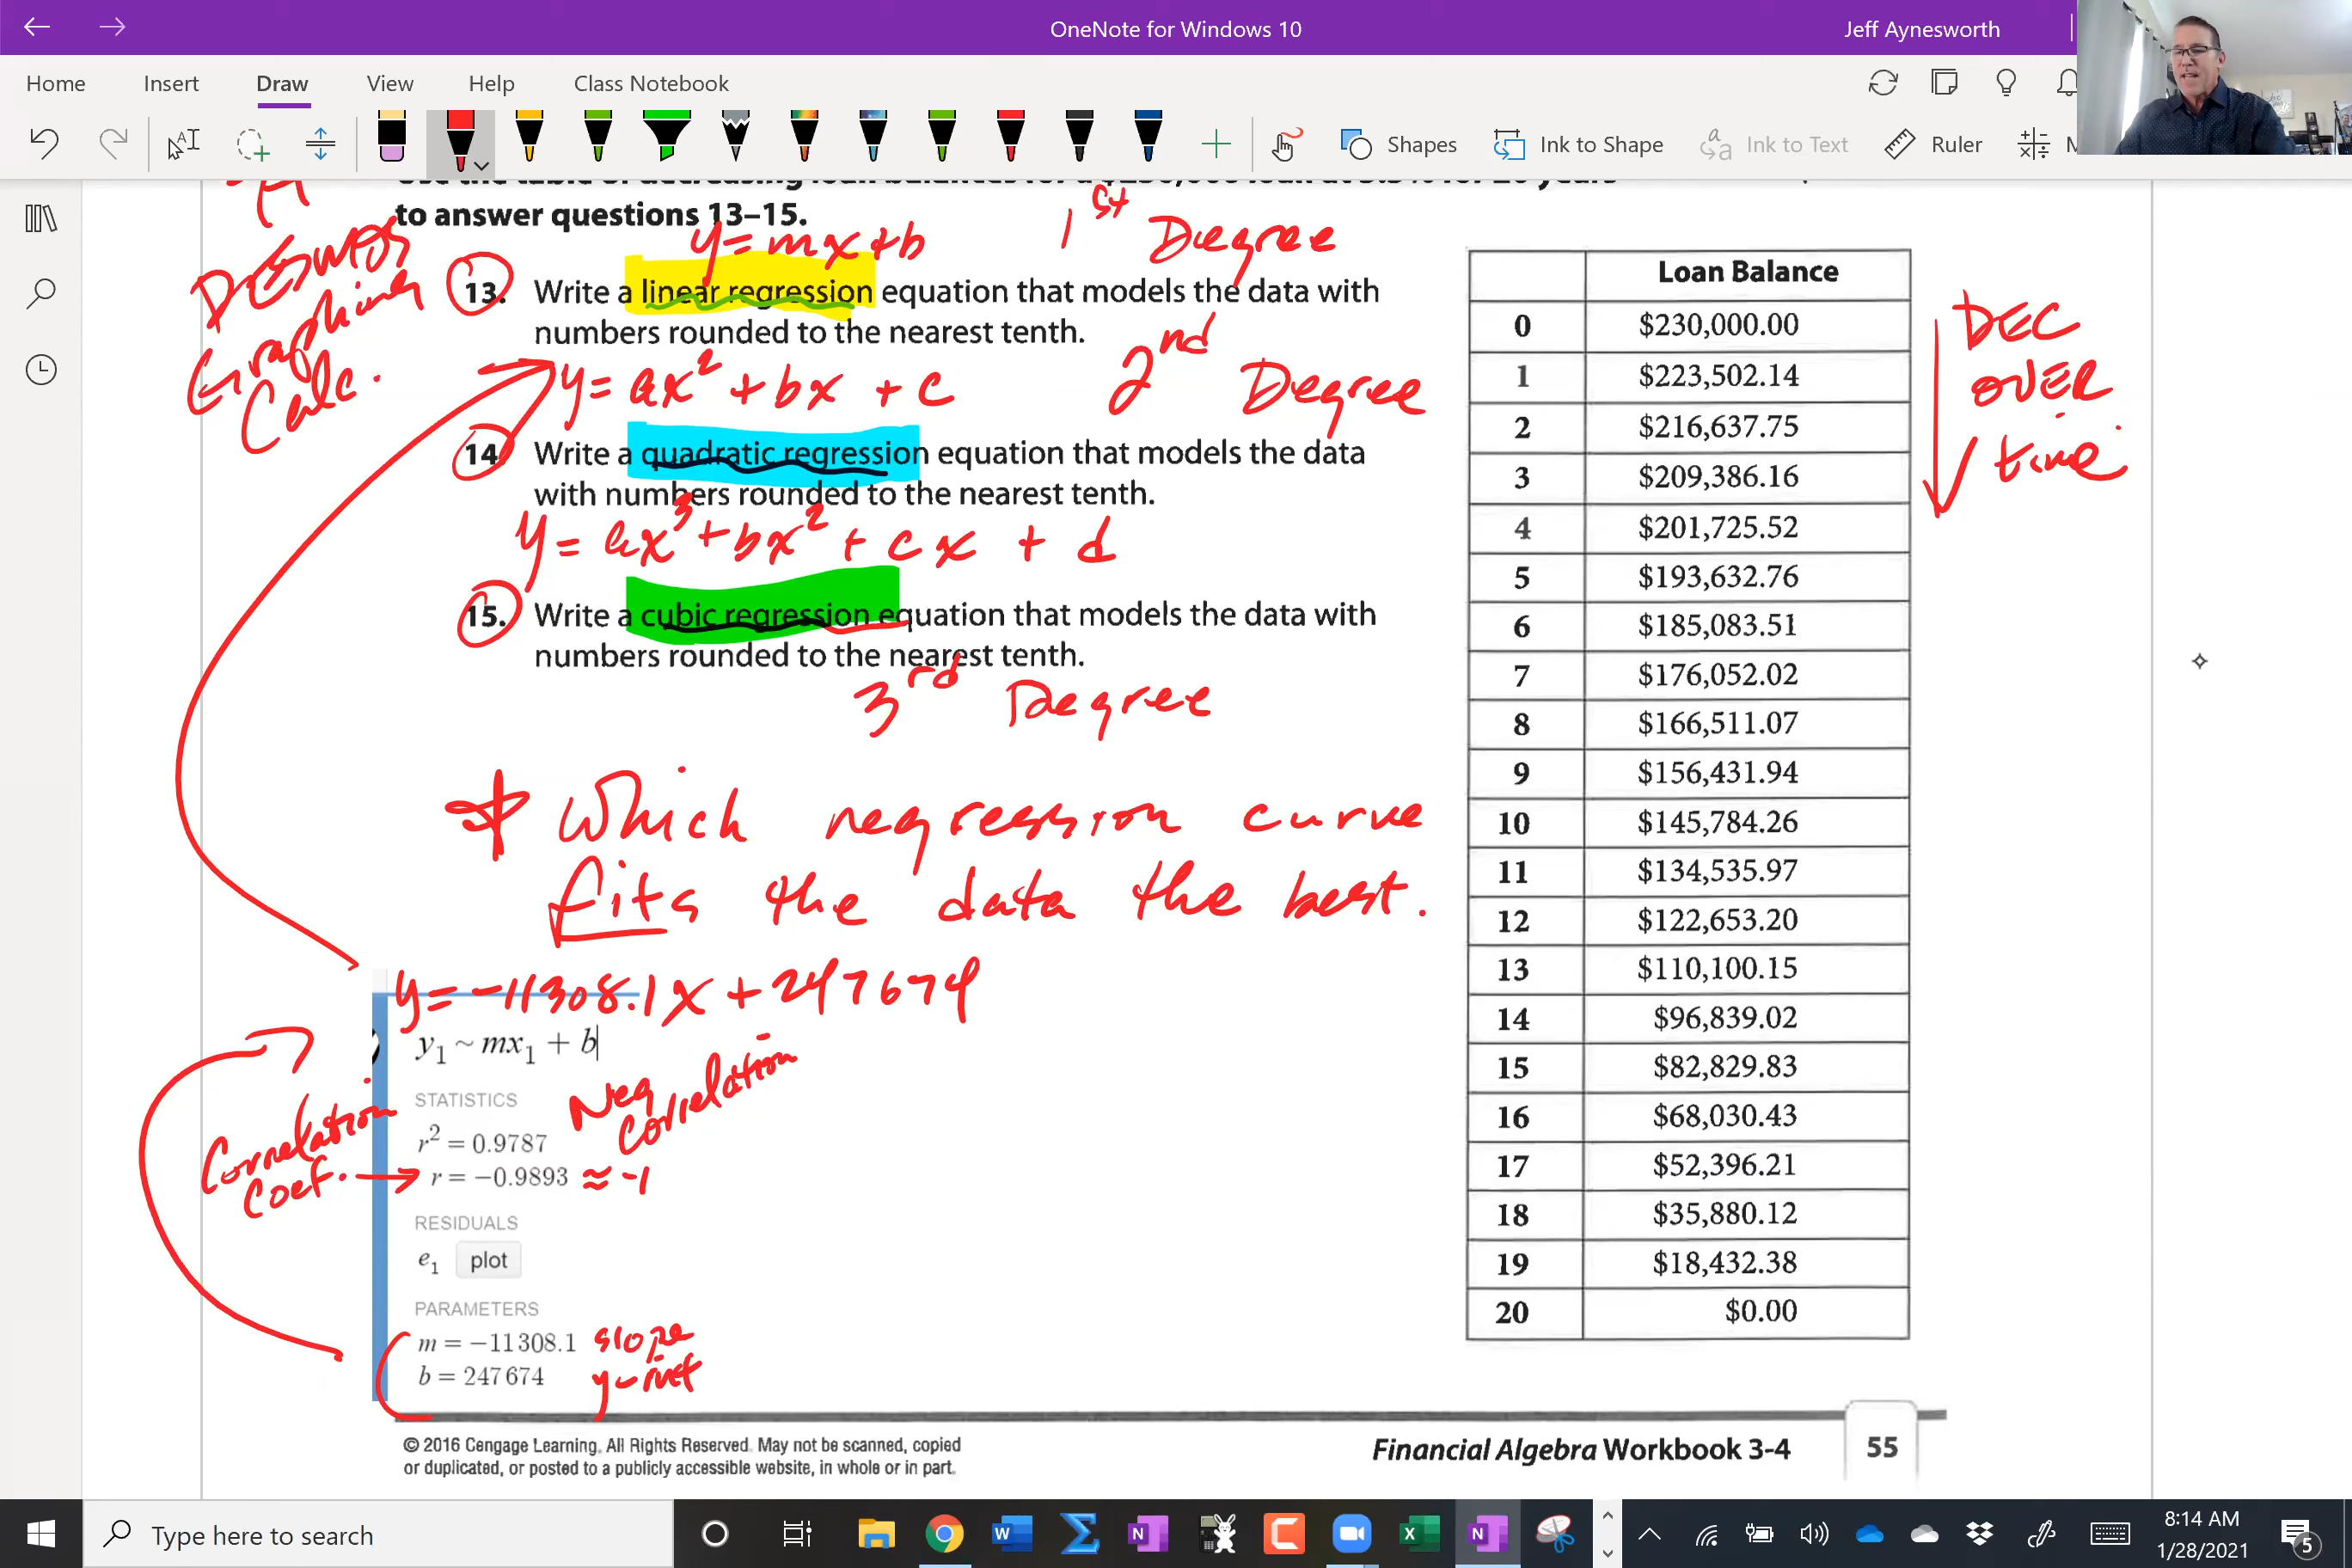 OneNote for Windows 10
Jeff Aynesworth
Home Insert Draw View Help Class Notebook
Shapes Ink to Shape Ink to Text Ruler M
to answer questions 13–15.
1st Degree
y = mx + b
DESMOS
Graphing
Calc.
13. Write a linear regression equation that models the data with
numbers rounded to the nearest tenth.
y = ax² + bx + c 2nd Degree
14. Write a quadratic regression equation that models the data
with numbers rounded to the nearest tenth.
y = ax³ + bx² + cx + d
15. Write a cubic regression equation that models the data with
numbers rounded to the nearest tenth.
3rd Degree
* Which regression curve
fits the data the best.
y = -11308.1x + 247674
y₁ ~ mx₁ + b
STATISTICS
r² = 0.9787
r = −0.9893 ≈ -1
Neg
Correlation
Correlation
Coef.
RESIDUALS
e₁ plot
PARAMETERS
m = −11308.1 slope
b = 247674 y-int
Loan Balance
0 $230,000.00
1 $223,502.14
2 $216,637.75
3 $209,386.16
4 $201,725.52
5 $193,632.76
6 $185,083.51
7 $176,052.02
8 $166,511.07
9 $156,431.94
10 $145,784.26
11 $134,535.97
12 $122,653.20
13 $110,100.15
14 $96,839.02
15 $82,829.83
16 $68,030.43
17 $52,396.21
18 $35,880.12
19 $18,432.38
20 $0.00
DEC
OVER
time
© 2016 Cengage Learning. All Rights Reserved. May not be scanned, copied
or duplicated, or posted to a publicly accessible website, in whole or in part.
Financial Algebra Workbook 3-4 55
Type here to search
8:14 AM
1/28/2021
5